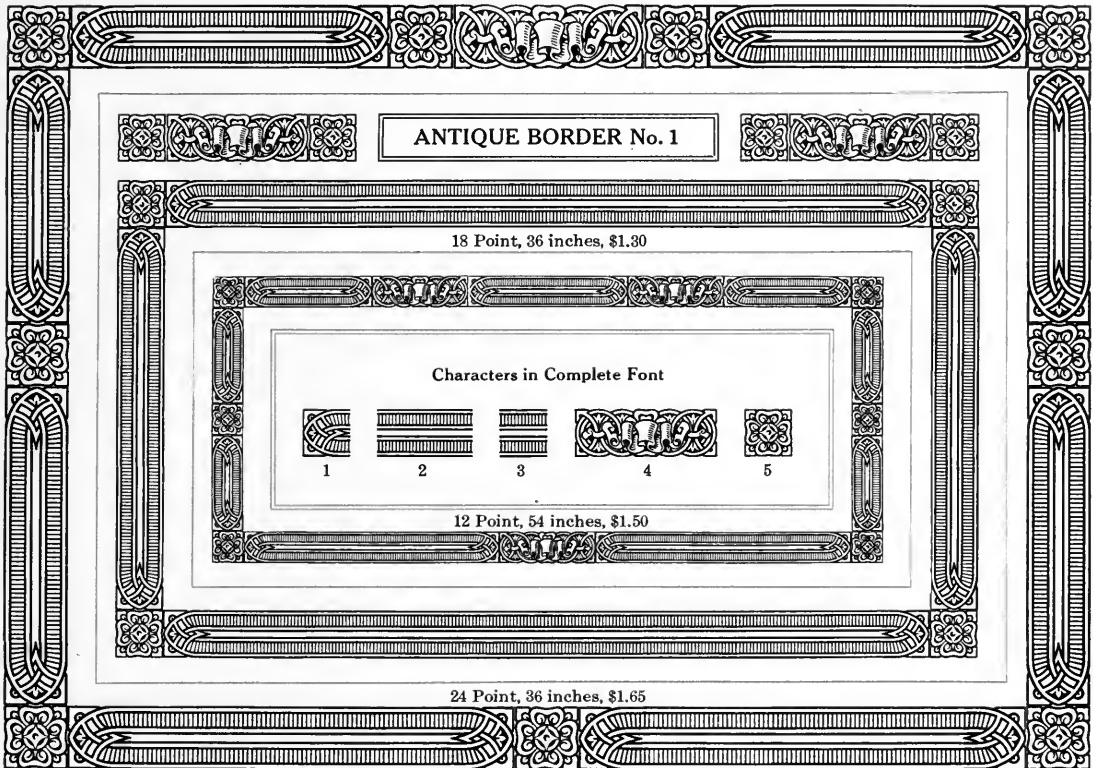 ANTIQUE BORDER No. 1
18 Point, 36 inches, $1.30
Characters in Complete Font
1 2 3 4 5
12 Point, 54 inches, $1.50
24 Point, 36 inches, $1.65